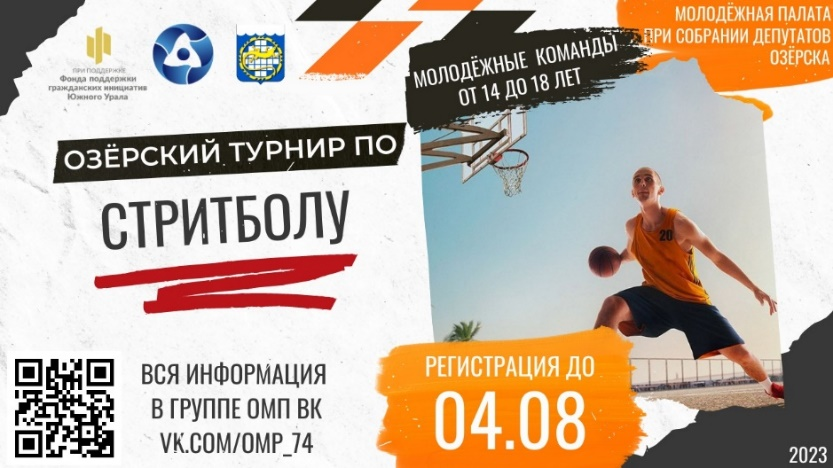 ПРИ ПОДДЕРЖКЕ
Фонда поддержки
гражданских инициатив
Южного Урала
МОЛОДЁЖНЫЕ КОМАНДЫ
ОТ 14 ДО 18 ЛЕТ
МОЛОДЁЖНАЯ ПАЛАТА
ПРИ СОБРАНИИ ДЕПУТАТОВ
ОЗЁРСКА
ОЗЁРСКИЙ ТУРНИР ПО
СТРИТБОЛУ
20
ВСЯ ИНФОРМАЦИЯ
В ГРУППЕ ОМП ВК
VK.COM/OMP_74
РЕГИСТРАЦИЯ ДО
04.08
2023